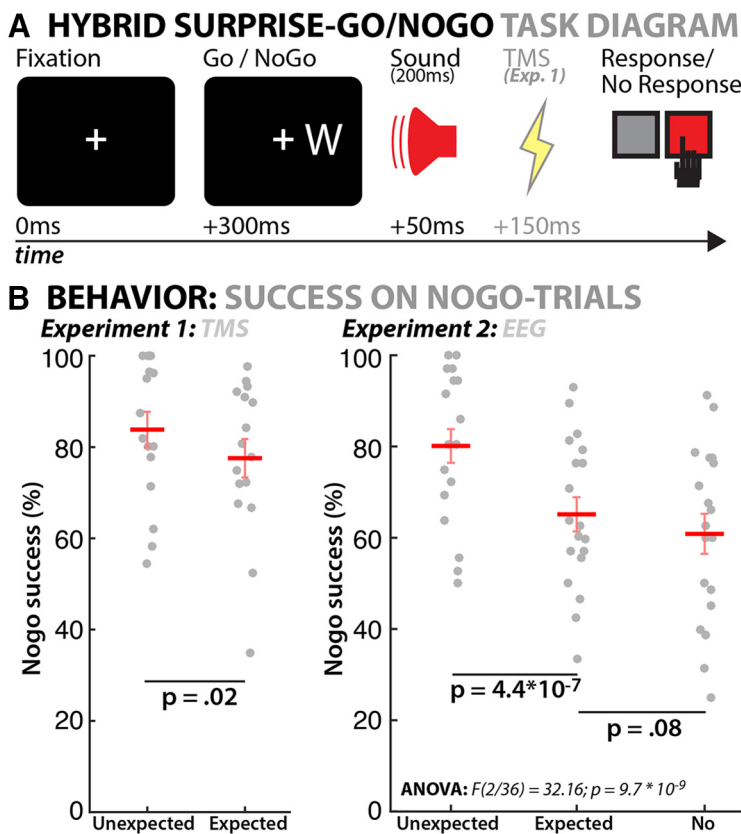 A HYBRID SURPRISE-GO/NOGO TASK DIAGRAM
Fixation
Go / NoGo
Sound
(200ms)
TMS
(Exp. 1)
Response/
No Response
+
+ W
0ms
+300ms
+50ms
+150ms
time
B BEHAVIOR: SUCCESS ON NOGO-TRIALS
Experiment 1: TMS
Nogo success (%)
100
80
60
40
20
0
p = .02
Unexpected Expected
Experiment 2: EEG
Nogo success (%)
100
80
60
40
20
0
p = 4.4*10-7
p = .08
ANOVA: F(2/36) = 32.16; p = 9.7 * 10-9
Unexpected Expected No